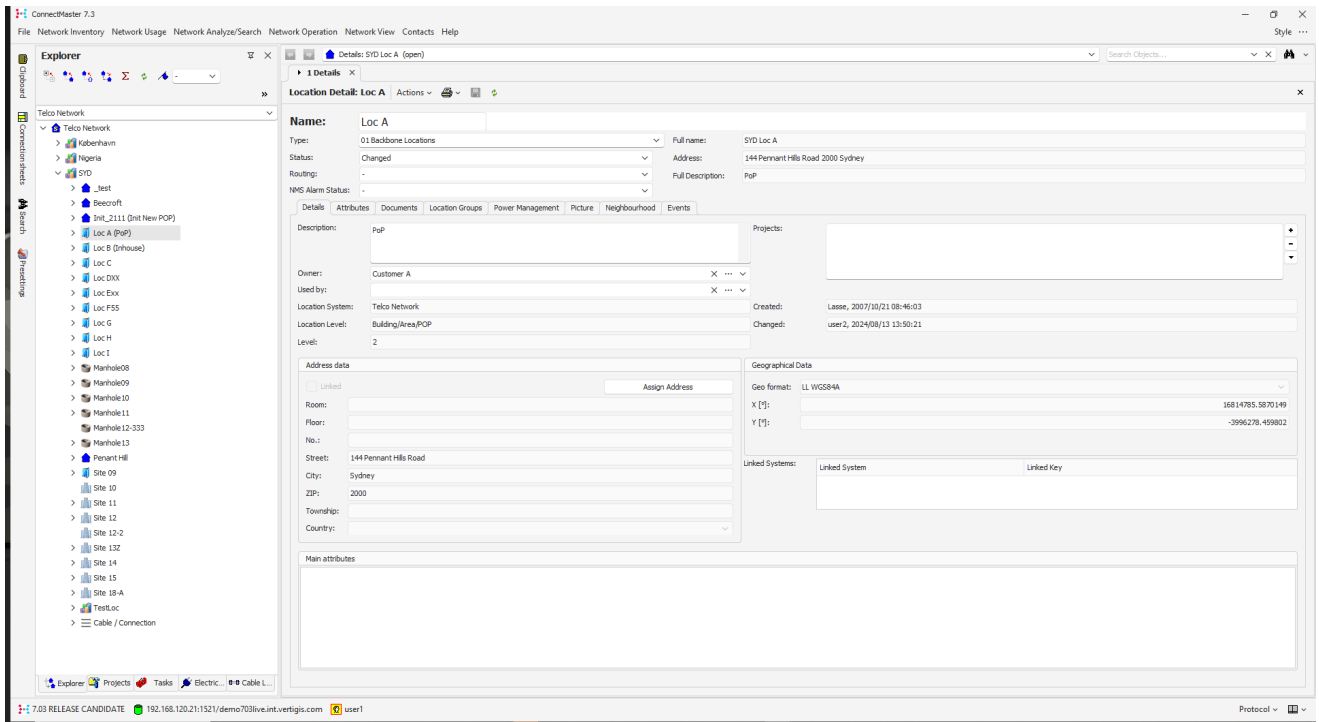 ConnectMaster 7.3
File Network Inventory Network Usage Network Analyze/Search Network Operation Network View Contacts Help Style ···
Clipboard
Connection sheets
Search
Presettings
Explorer
-
»
Telco Network
Telco Network
København
Nigeria
SYD
_test
Beecroft
Init_2111 (Init New POP)
Loc A (PoP)
Loc B (Inhouse)
Loc C
Loc DXX
Loc Exx
Loc F55
Loc G
Loc H
Loc I
Manhole08
Manhole09
Manhole10
Manhole11
Manhole12-333
Manhole13
Penant Hill
Site 09
Site 10
Site 11
Site 12
Site 12-2
Site 13Z
Site 14
Site 15
Site 18-A
TestLoc
Cable / Connection
Explorer Projects Tasks Electric... Cable L...
Details: SYD Loc A (open) Search Objects...
1 Details
Location Detail: Loc A Actions
Name: Loc A
Type: 01 Backbone Locations Full name: SYD Loc A
Status: Changed Address: 144 Pennant Hills Road 2000 Sydney
Routing: - Full Description: PoP
NMS Alarm Status: -
Details Attributes Documents Location Groups Power Management Picture Neighbourhood Events
Description: PoP Projects:
Owner: Customer A
Used by:
Location System: Telco Network Created: Lasse, 2007/10/21 08:46:03
Location Level: Building/Area/POP Changed: user2, 2024/08/13 13:50:21
Level: 2
Address data Geographical Data
Linked Assign Address Geo format: LL WGS84A
Room: X [°]: 16814785.5870149
Floor: Y [°]: -3996278.459802
No.:
Street: 144 Pennant Hills Road Linked Systems: Linked System Linked Key
City: Sydney
ZIP: 2000
Township:
Country:
Main attributes
7.03 RELEASE CANDIDATE 192.168.120.21:1521/demo703live.int.vertigis.com user1 Protocol